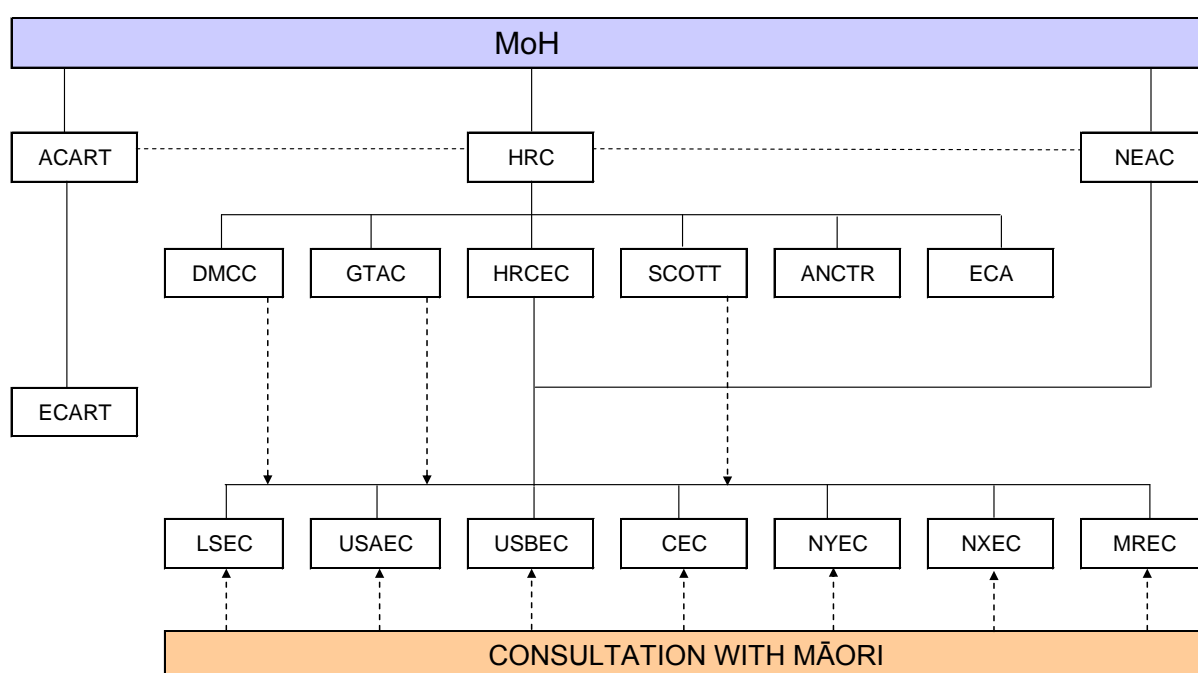 MoH
ACART
HRC
NEAC
DMCC
GTAC
HRCEC
SCOTT
ANCTR
ECA
ECART
LSEC
USAEC
USBEC
CEC
NYEC
NXEC
MREC
CONSULTATION WITH MĀORI